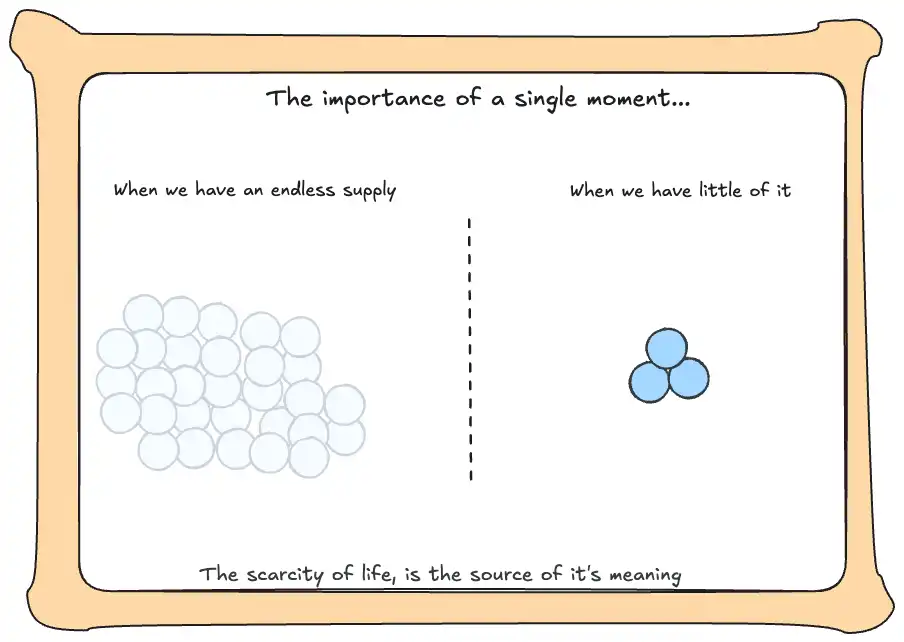 The importance of a single moment...
When we have an endless supply
When we have little of it
The scarcity of life, is the source of it's meaning